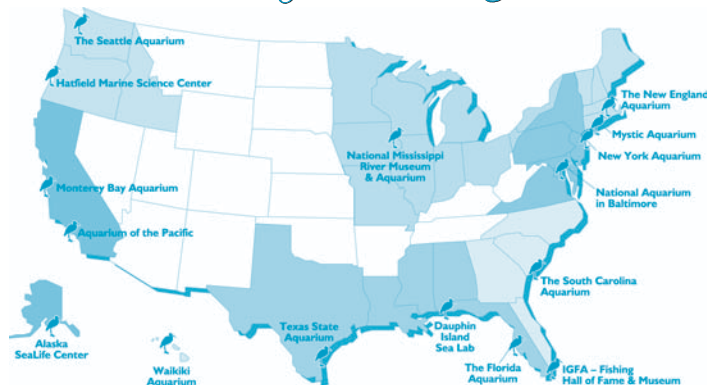 The Seattle Aquarium
Hatfield Marine Science Center
The New England
Aquarium
Mystic Aquarium
New York Aquarium
National Mississippi
River Museum
& Aquarium
National Aquarium
in Baltimore
Monterey Bay Aquarium
Aquarium of the Pacific
The South Carolina
Aquarium
Alaska
SeaLife Center
Waikiki
Aquarium
Texas State
Aquarium
Dauphin
Island
Sea Lab
The Florida
Aquarium
IGFA – Fishing
Hall of Fame & Museum